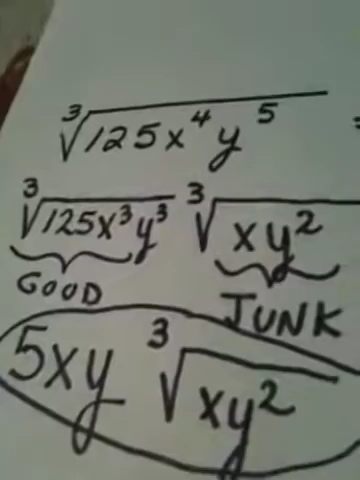 ∛125x⁴y⁵ =
∛125x³y³ ∛xy²
GOOD JUNK
5xy ∛xy²